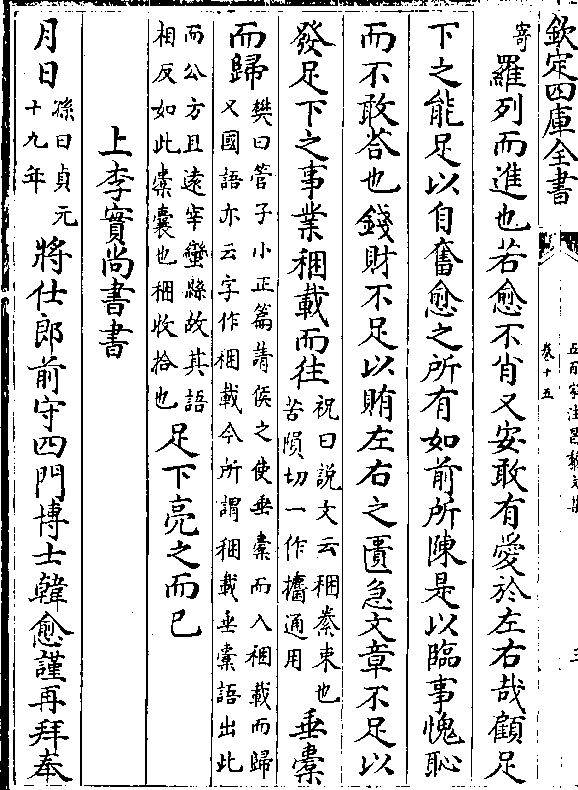 欽定四庫全書
五百家注昌黎文集
卷十五
三
寄羅列而進也若愈不肖又安敢有愛於左右哉顧足
下之能足以自奮愈之所有如前所陳是以臨事愧恥
而不敢荅也錢財不足以賄左右之匱急文章不足以
發足下之事業稛載而往祝曰說文云稛絭束也苦隕切一作攟通用垂橐
而歸樊曰管子小正篇諸侯之使垂橐而入稛載而歸又國語亦云字作稛載今所謂稛載垂橐語出此
而公方且遠宰蠻縣故其語相反如此橐囊也稛收拾也足下亮之而已
上李實尚書書
月日孫曰貞元十九年將仕郎前守四門博士韓愈謹再拜奉